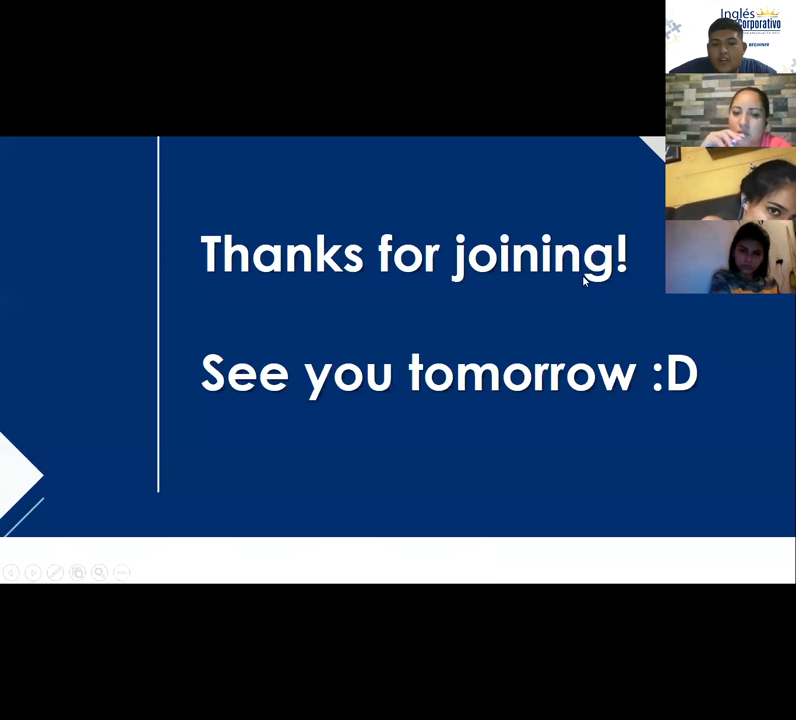 Inglés
Corporativo
BEGINNER
Thanks for joining!
See you tomorrow :D